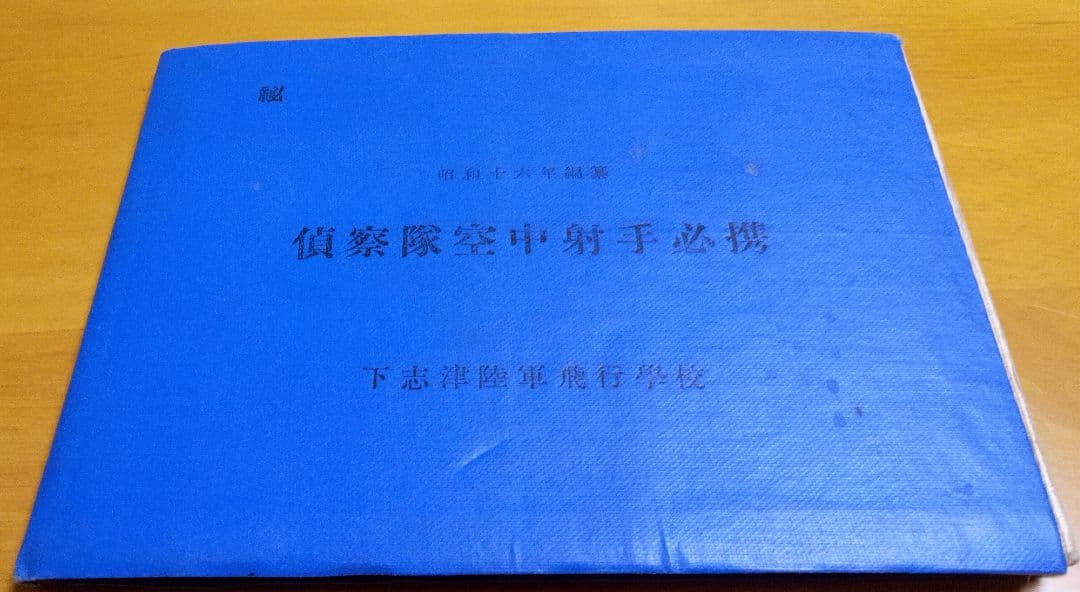 秘
昭和十六年編纂
偵察隊空中射手必携
下志津陸軍飛行學校